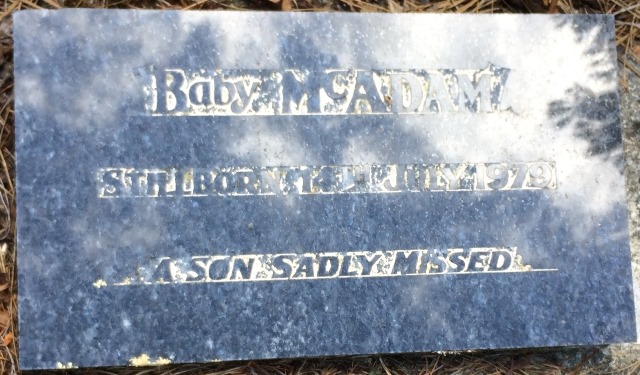 Baby McADAM
STILLBORN 14TH JULY 1979
A SON SADLY MISSED